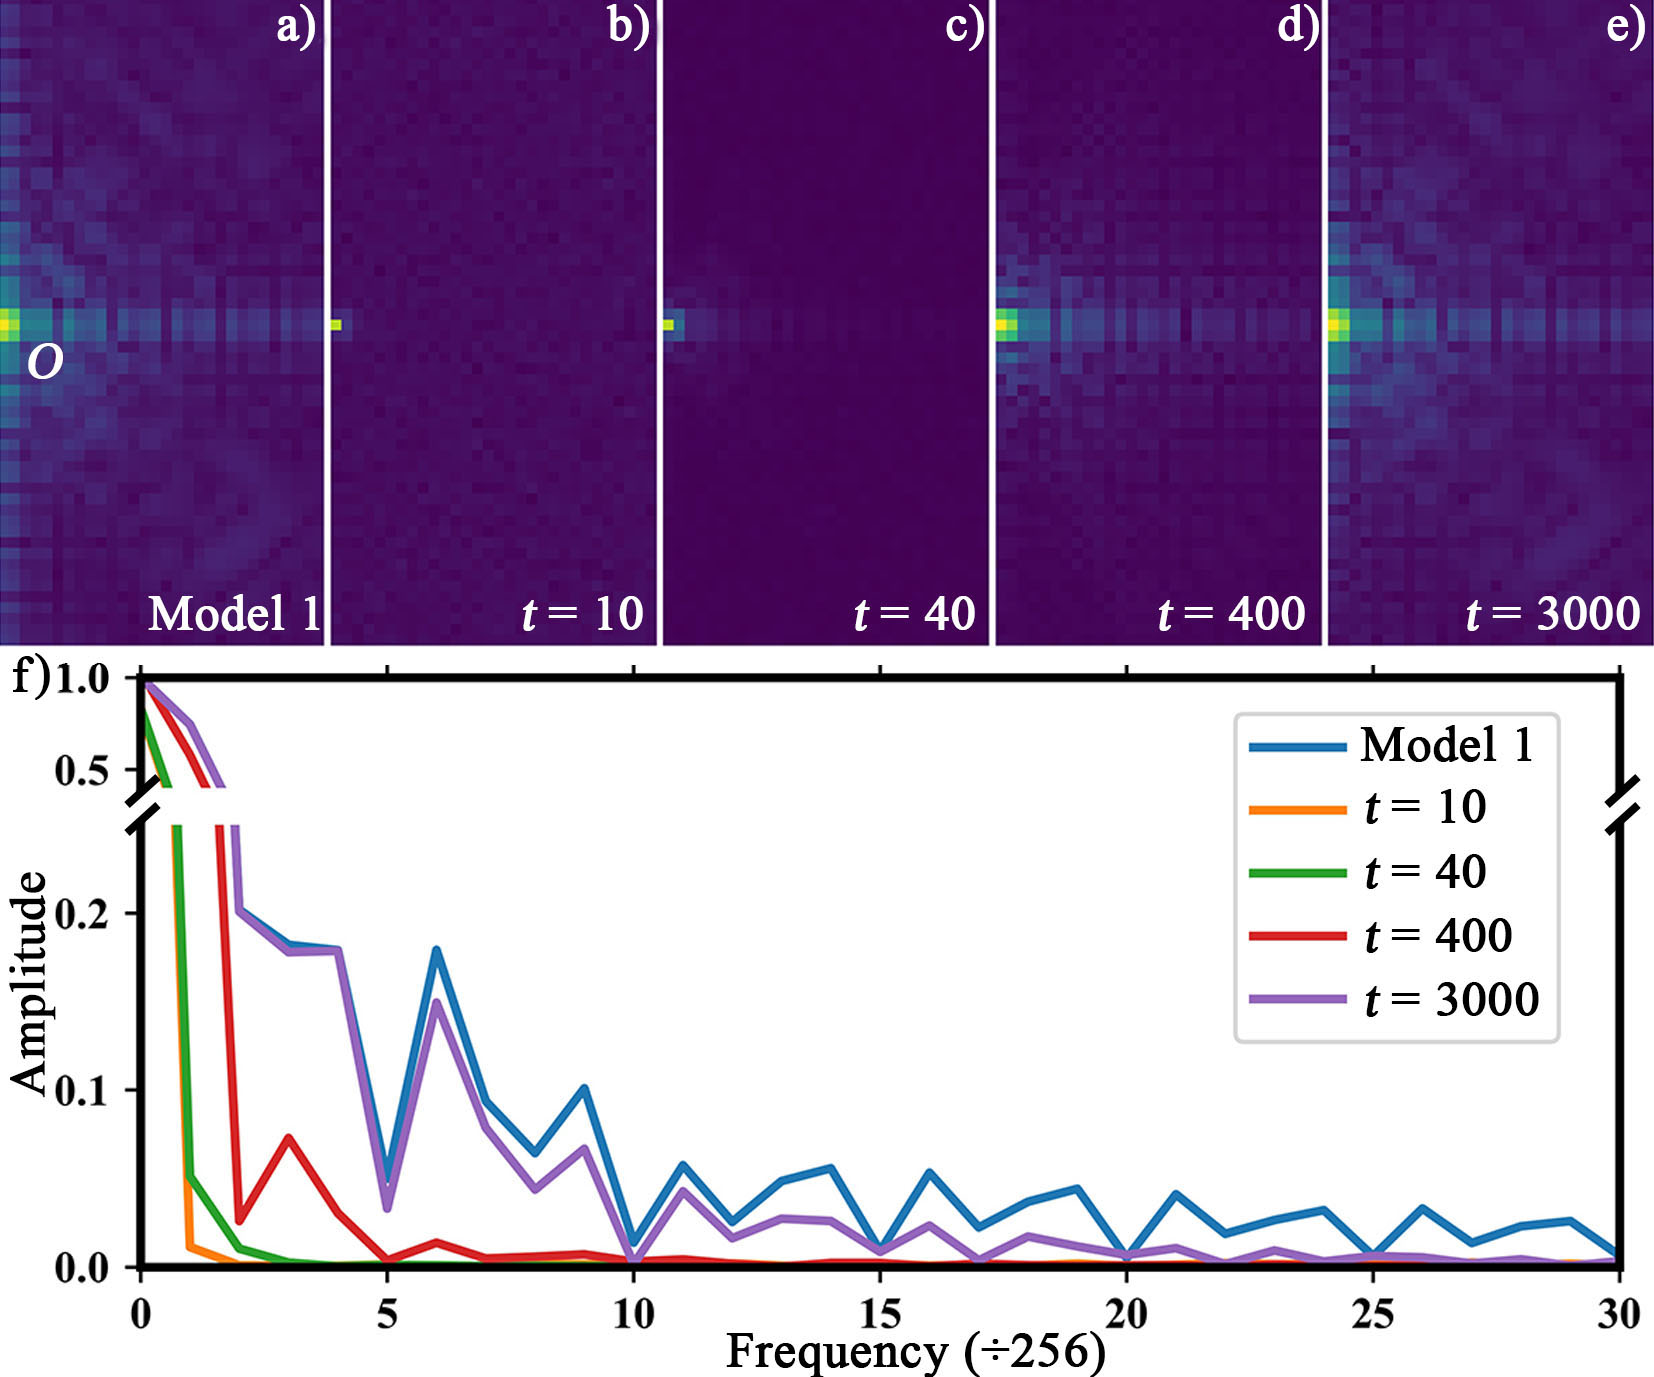 a)
b)
c)
d)
e)
O
Model 1
t = 10
t = 40
t = 400
t = 3000
f)
1.0
0.5
0.2
0.1
0.0
Amplitude
Model 1
t = 10
t = 40
t = 400
t = 3000
0 5 10 15 20 25 30
Frequency (÷256)